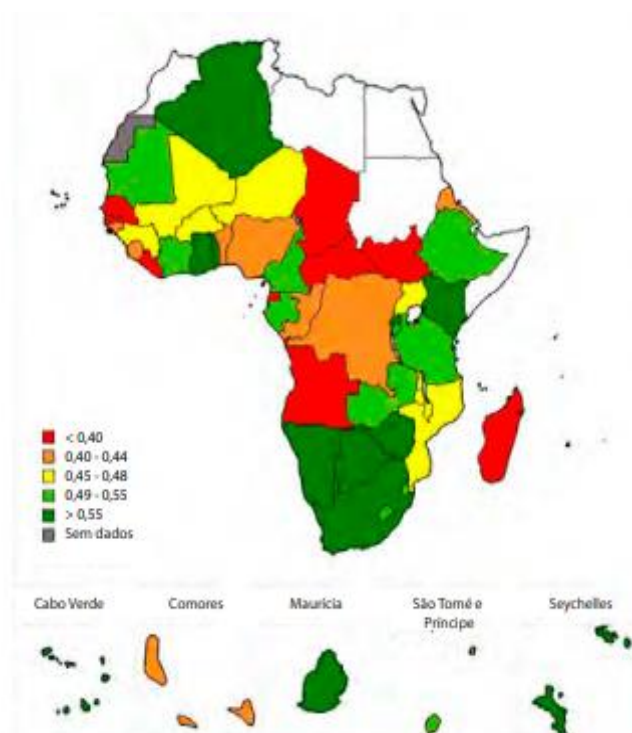 < 0,40
0,40 - 0,44
0,45 - 0,48
0,49 - 0,55
> 0,55
Sem dados
Cabo Verde
Comores
Mauricia
São Tomé e
Príncipe
Seychelles